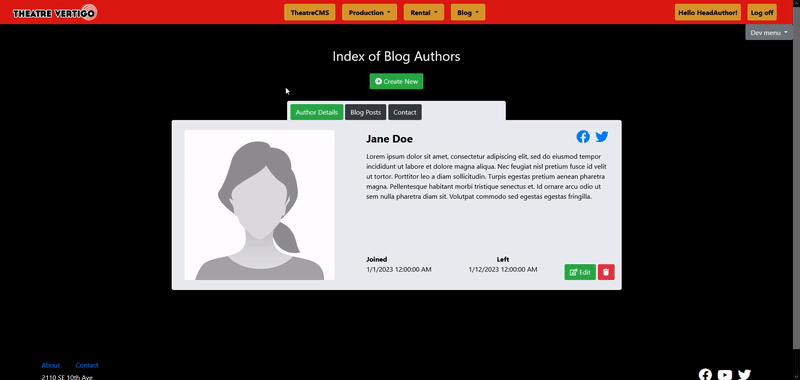 THEATRE VERTIGO
TheatreCMS
Production
Rental
Blog
Hello HeadAuthor!
Log off
Dev menu
Index of Blog Authors
Create New
Author Details
Blog Posts
Contact
Jane Doe
Lorem ipsum dolor sit amet, consectetur adipiscing elit, sed do eiusmod tempor
incididunt ut labore et dolore magna aliqua. Nec feugiat nisl pretium fusce id velit
ut tortor. Porttitor leo a diam sollicitudin. Turpis egestas pretium aenean pharetra
magna. Pellentesque habitant morbi tristique senectus et. Id ornare arcu odio ut
sem nulla pharetra diam sit. Volutpat commodo sed egestas egestas fringilla.
Joined
Left
1/1/2023 12:00:00 AM
1/12/2023 12:00:00 AM
Edit
About
Contact
2110 SE 10th Ave